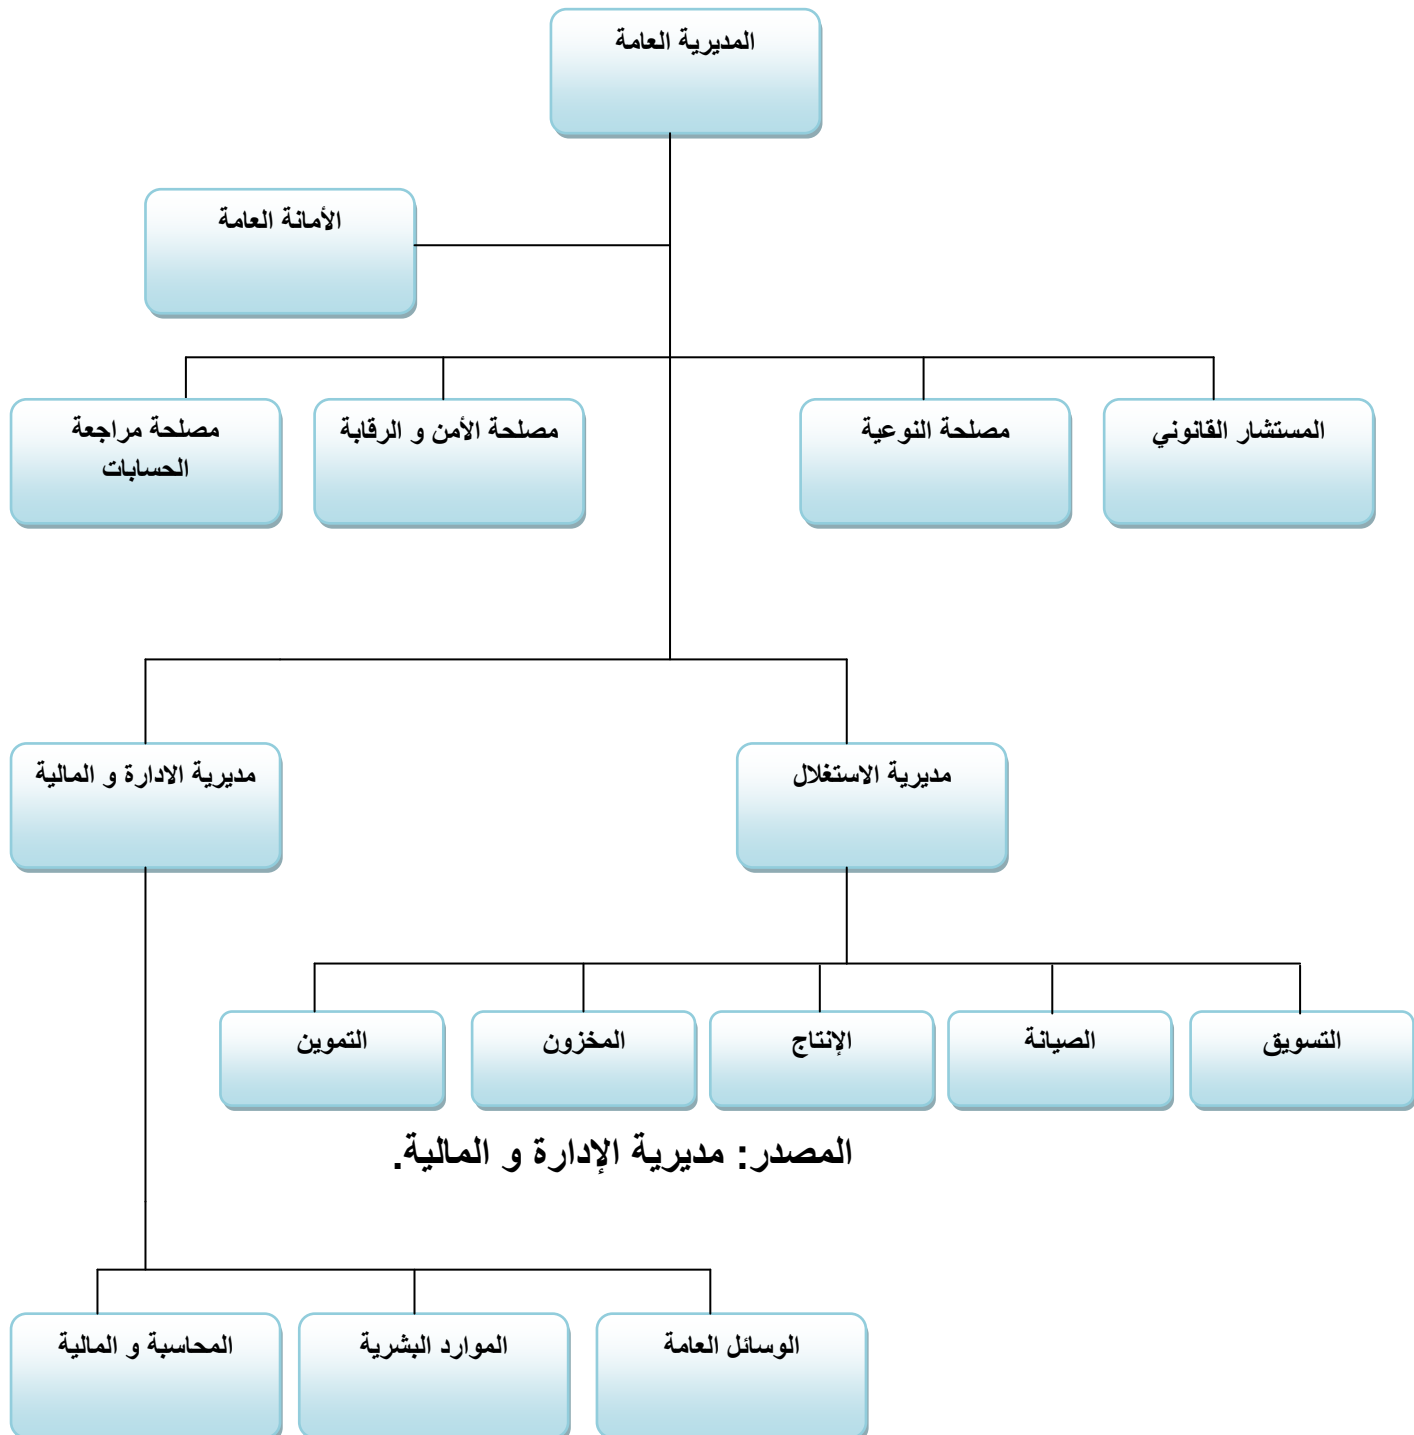 المديرية العامة
الأمانة العامة
المستشار القانوني
مصلحة النوعية
مصلحة الأمن و الرقابة
مصلحة مراجعة
الحسابات
مديرية الاستغلال
مديرية الادارة و المالية
التسويق
الصيانة
الإنتاج
المخزون
التموين
المصدر: مديرية الإدارة و المالية.
الوسائل العامة
الموارد البشرية
المحاسبة و المالية